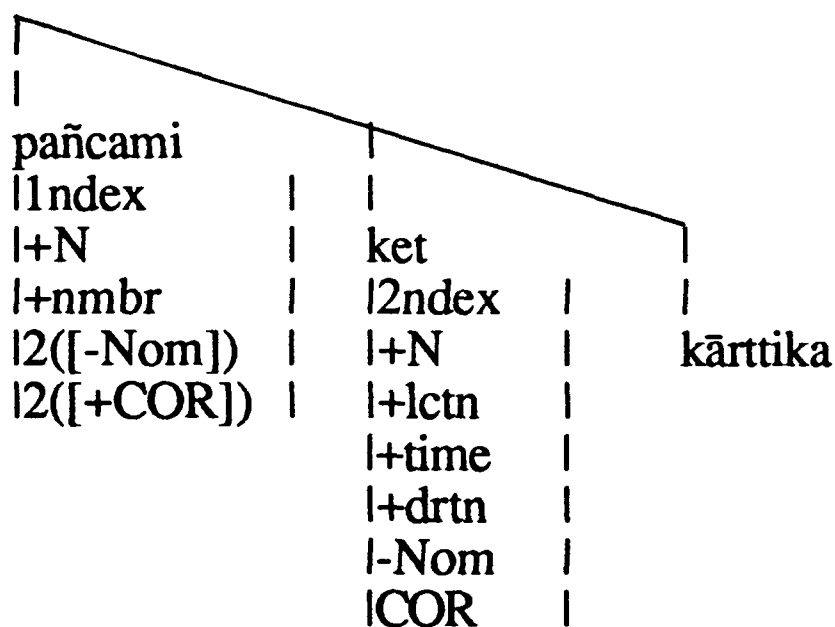 pañcami
1ndex
+N
+nmbr
2([-Nom])
2([+COR])
ket
2ndex
+N
+lctn
+time
+drtn
-Nom
COR
kārttika